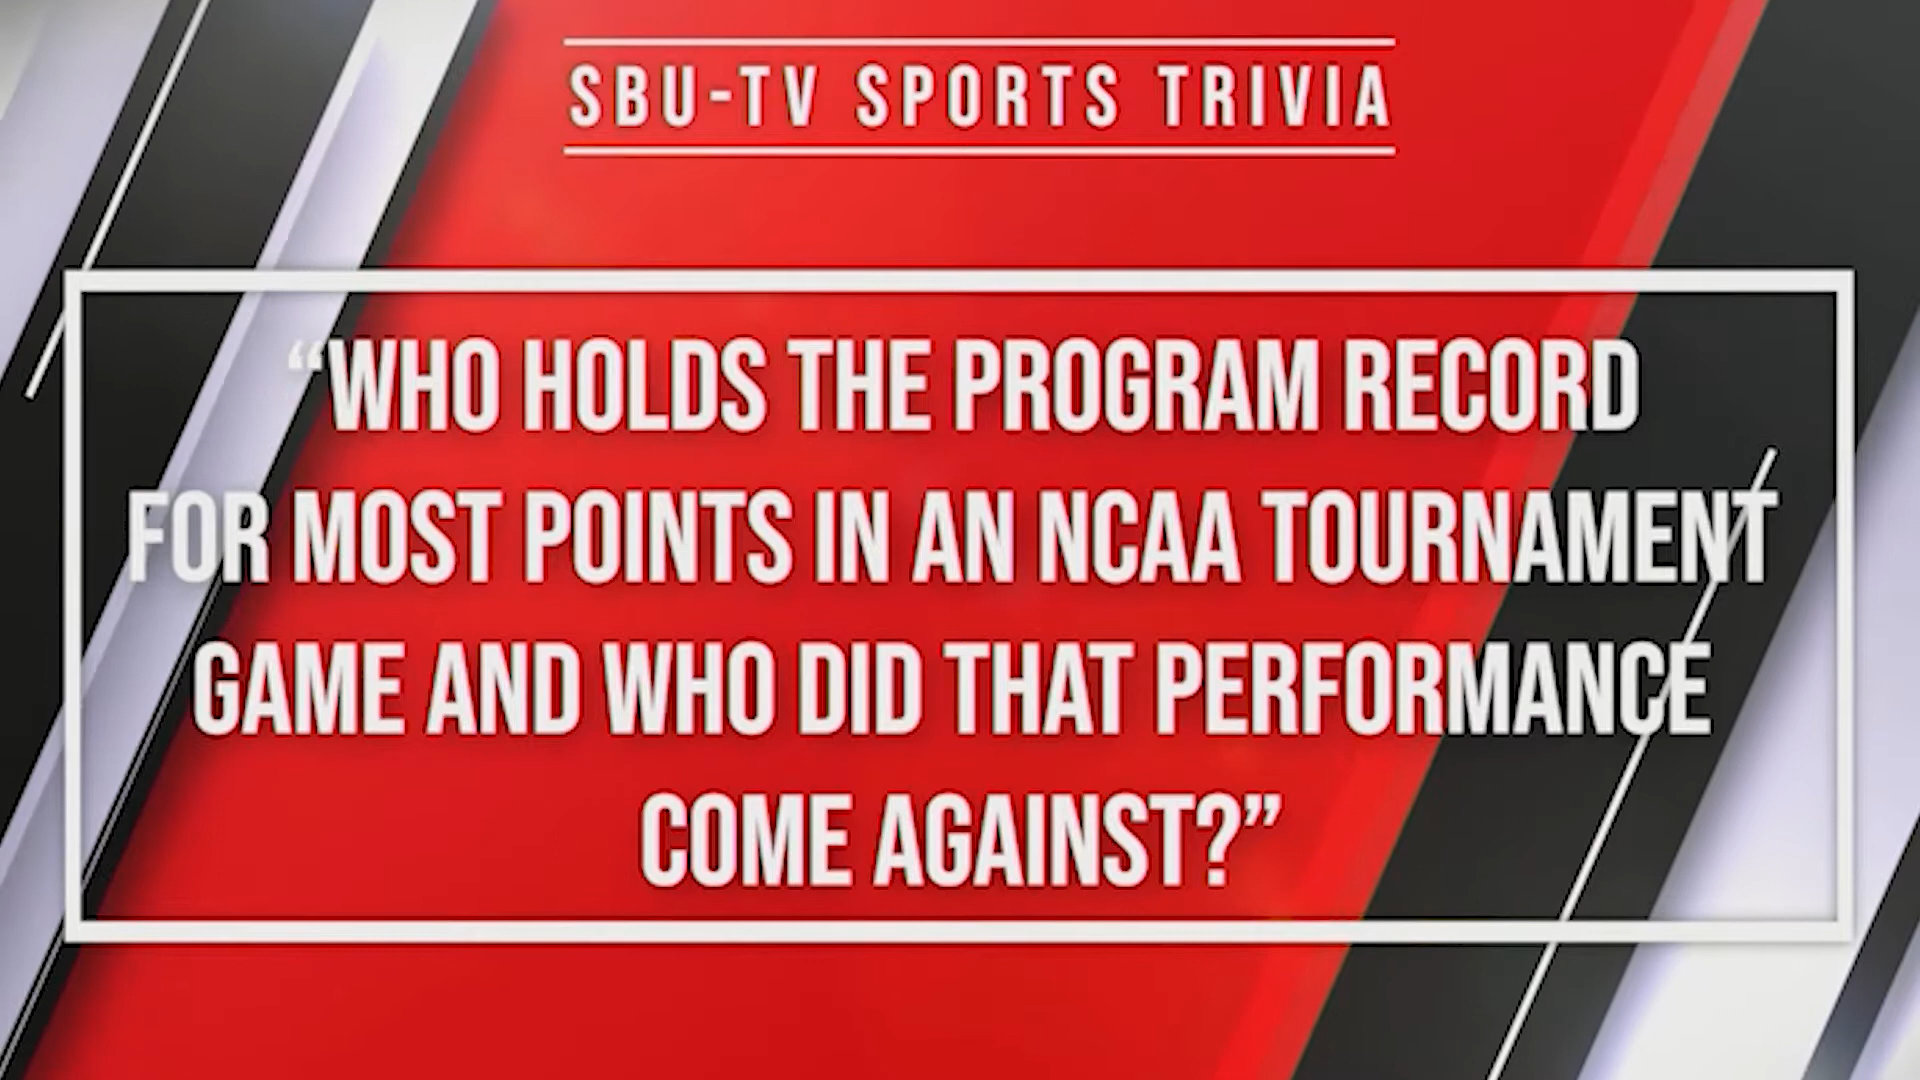 SBU-TV SPORTS TRIVIA
“WHO HOLDS THE PROGRAM RECORD
FOR MOST POINTS IN AN NCAA TOURNAMENT
GAME AND WHO DID THAT PERFORMANCE
COME AGAINST?”